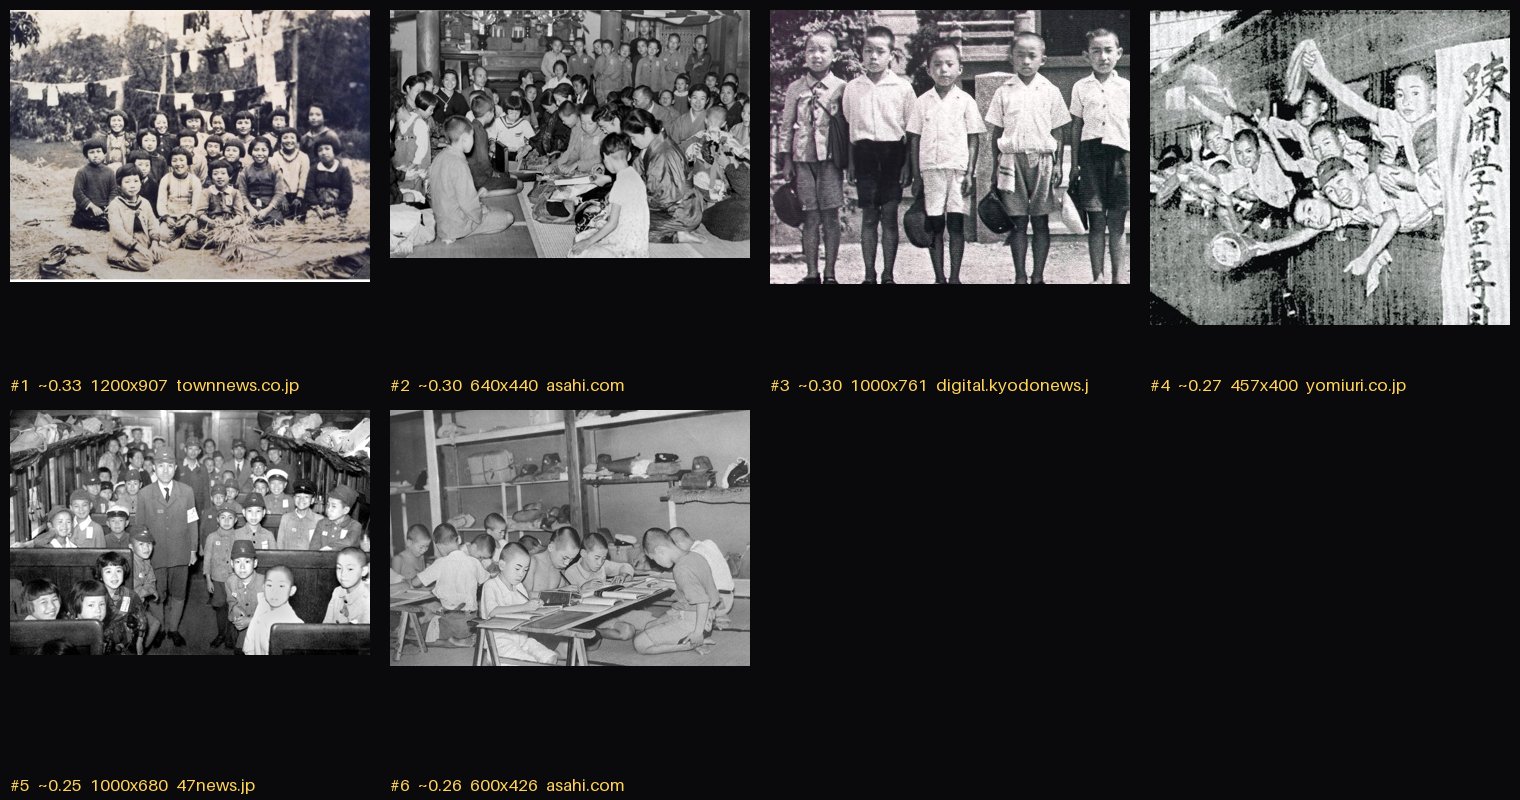 疎開学童専用
#1 ~0.33 1200x907 townnews.co.jp
#2 ~0.30 640x440 asahi.com
#3 ~0.30 1000x761 digital.kyodonews.j
#4 ~0.27 457x400 yomiuri.co.jp
#5 ~0.25 1000x680 47news.jp
#6 ~0.26 600x426 asahi.com